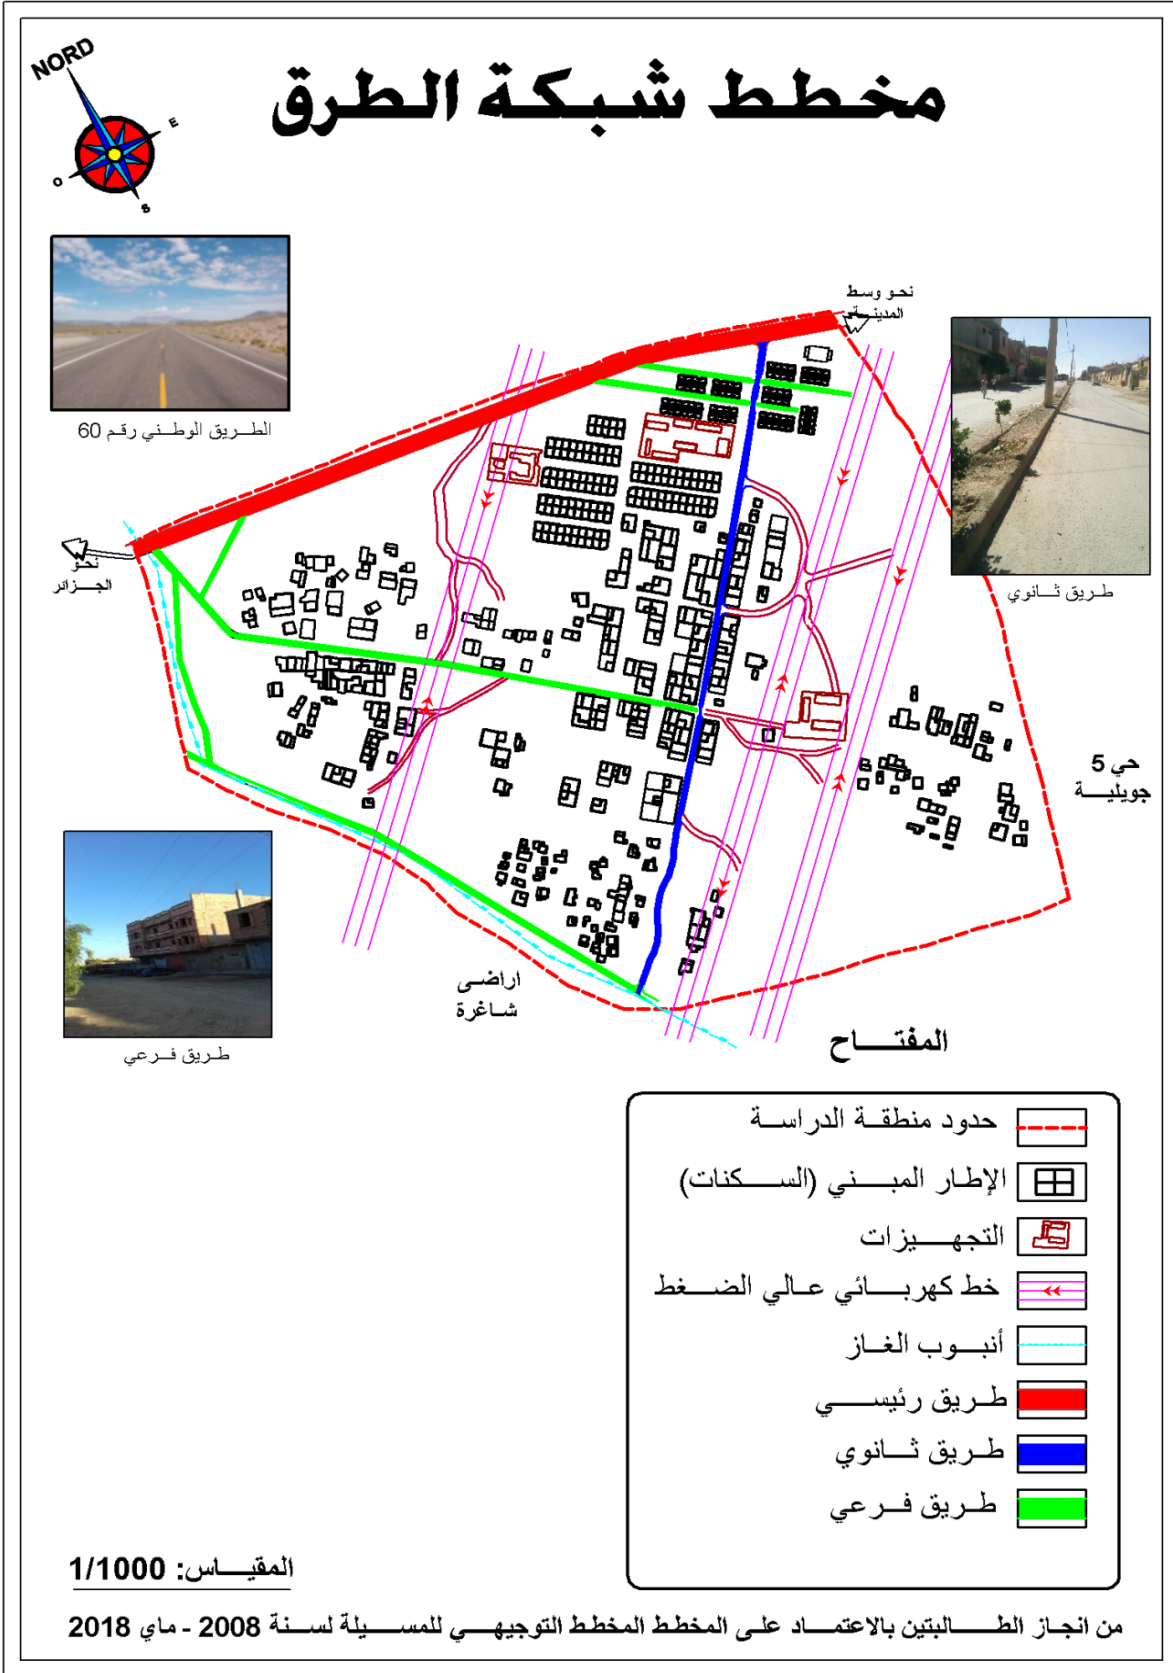 NORD
E
O
S
مخطط شبكة الطرق
الطريق الوطني رقم 60
نحو وسط
المدينة
طريق ثانوي
نحو
الجزائر
حي 5
جويلية
طريق فرعي
اراضى
شاغرة
المفتاح
حدود منطقة الدراسة
الإطار المبني (السكنات)
التجهيزات
خط كهربائي عالي الضغط
أنبوب الغاز
طريق رئيسي
طريق ثانوي
طريق فرعي
المقياس: 1/1000
من انجاز الطالبتين بالاعتماد على المخطط المخطط التوجيهي للمسيلة لسنة 2008 - ماي 2018